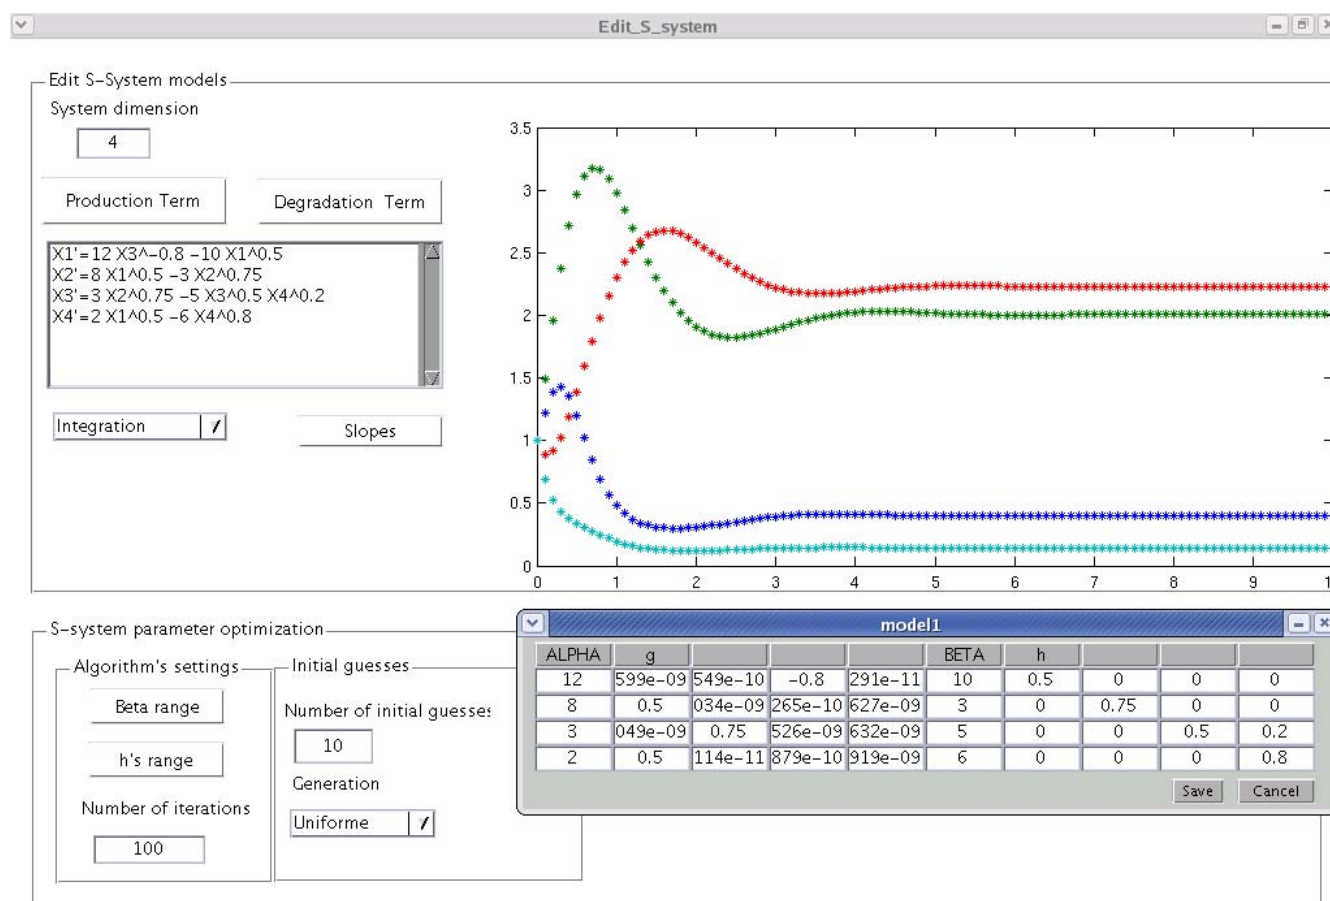 Edit_S_system
Edit S-System models
System dimension
4
Production Term
Degradation Term
X1'=12 X3^-0.8 -10 X1^0.5
X2'=8 X1^0.5 -3 X2^0.75
X3'=3 X2^0.75 -5 X3^0.5 X4^0.2
X4'=2 X1^0.5 -6 X4^0.8
Integration
Slopes
3.5
3
2.5
2
1.5
1
0.5
0
0 1 2 3 4 5 6 7 8 9 1
S-system parameter optimization
Algorithm's settings
Beta range
h's range
Number of iterations
100
Initial guesses
Number of initial guesses
10
Generation
Uniforme
model1
ALPHA g BETA h
12 599e-09 549e-10 -0.8 291e-11 10 0.5 0 0 0
8 0.5 034e-09 265e-10 627e-09 3 0 0.75 0 0
3 049e-09 0.75 526e-09 632e-09 5 0 0 0.5 0.2
2 0.5 114e-11 879e-10 919e-09 6 0 0 0 0.8
Save Cancel